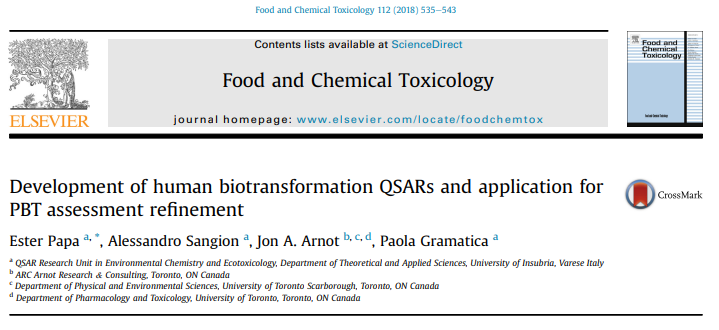 Food and Chemical Toxicology 112 (2018) 535–543
Contents lists available at ScienceDirect
Food and Chemical Toxicology
journal homepage: www.elsevier.com/locate/foodchemtox
ELSEVIER
Food and
Chemical
Toxicology
Development of human biotransformation QSARs and application for
PBT assessment refinement
CrossMark
Ester Papa a, *, Alessandro Sangion a, Jon A. Arnot b, c, d, Paola Gramatica a
a QSAR Research Unit in Environmental Chemistry and Ecotoxicology, Department of Theoretical and Applied Sciences, University of Insubria, Varese Italy
b ARC Arnot Research & Consulting, Toronto, ON Canada
c Department of Physical and Environmental Sciences, University of Toronto Scarborough, Toronto, ON Canada
d Department of Pharmacology and Toxicology, University of Toronto, Toronto, ON Canada